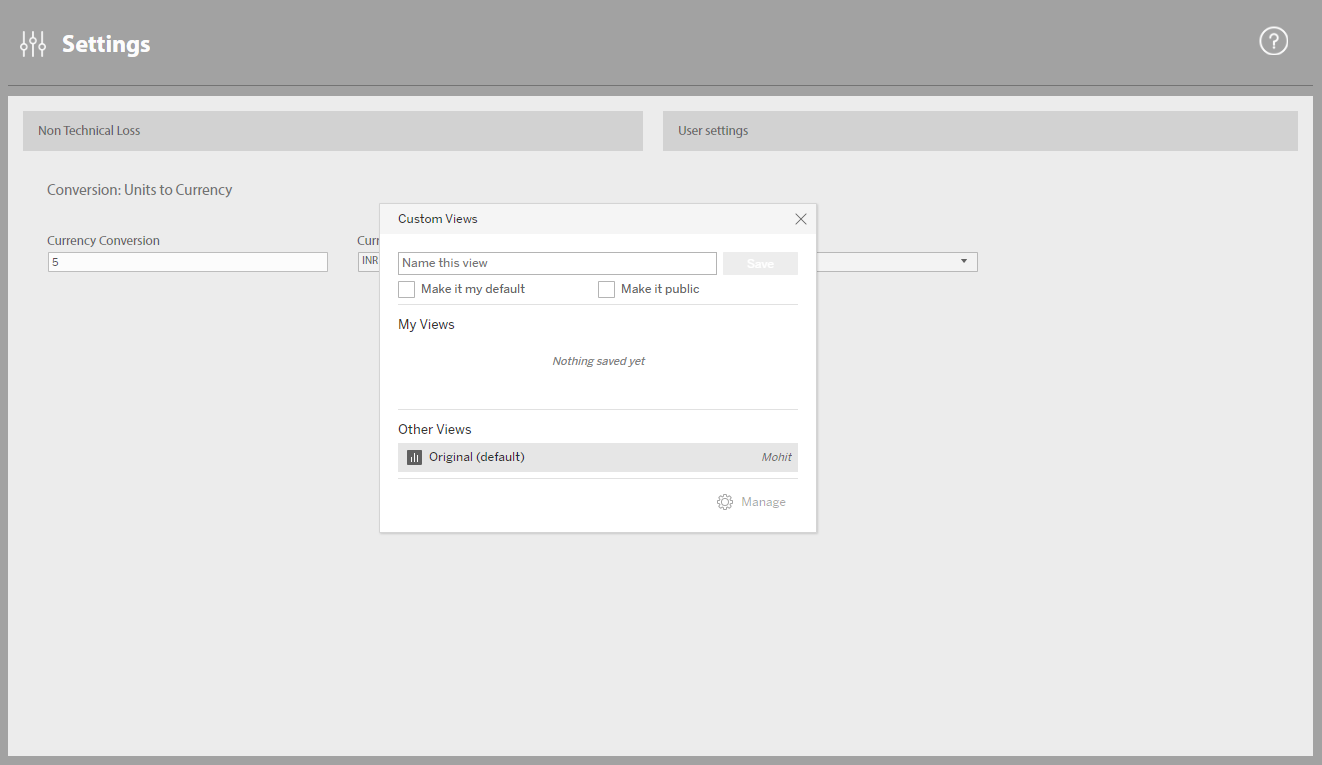 Settings
?
Non Technical Loss
User settings
Conversion: Units to Currency
Currency Conversion
Curr
5
INR
Custom Views
Name this view
Save
Make it my default
Make it public
My Views
Nothing saved yet
Other Views
Original (default)
Mohit
Manage